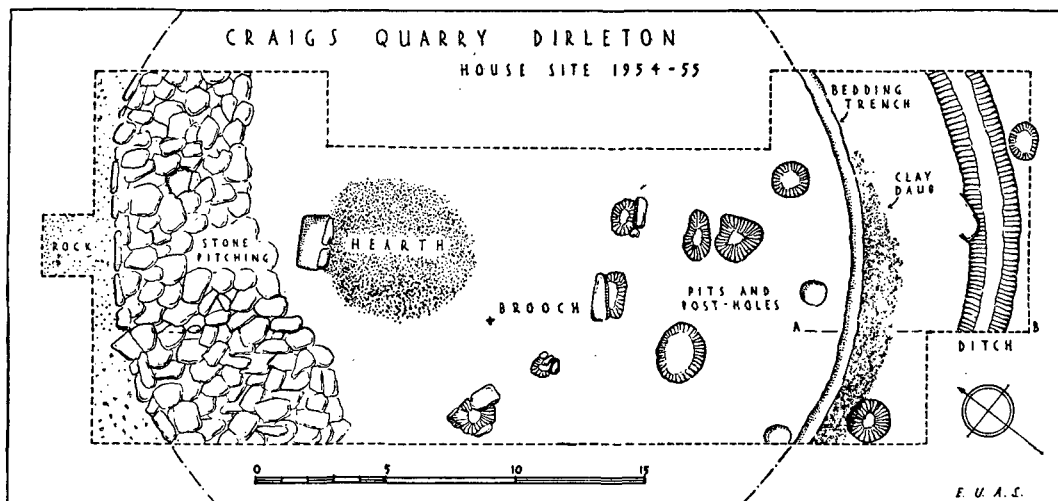 CRAIGS QUARRY DIRLETON
HOUSE SITE 1954-55
BEDDING
TRENCH
CLAY
DAUB
ROCK
STONE
PITCHING
HEARTH
BROOCH
PITS AND
POST-HOLES
A
B
DITCH
0 5 10 15
E. U. A. S.